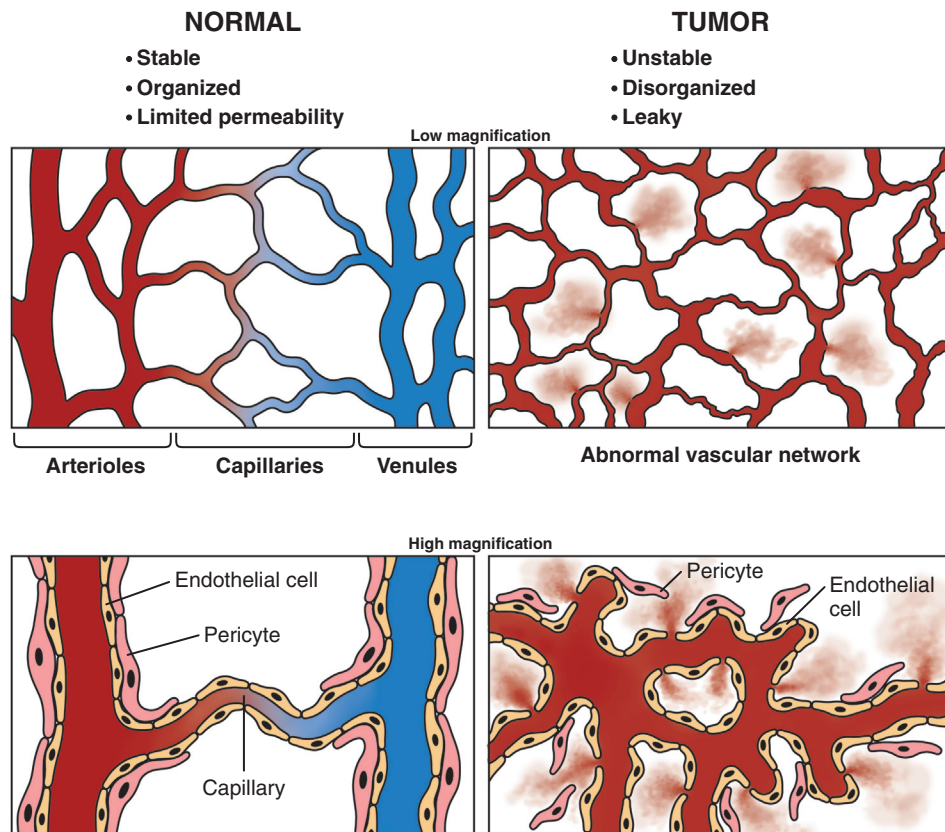 NORMAL
• Stable
• Organized
• Limited permeability
TUMOR
• Unstable
• Disorganized
• Leaky
Low magnification
Arterioles
Capillaries
Venules
Abnormal vascular network
High magnification
Endothelial cell
Pericyte
Capillary
Pericyte
Endothelial
cell